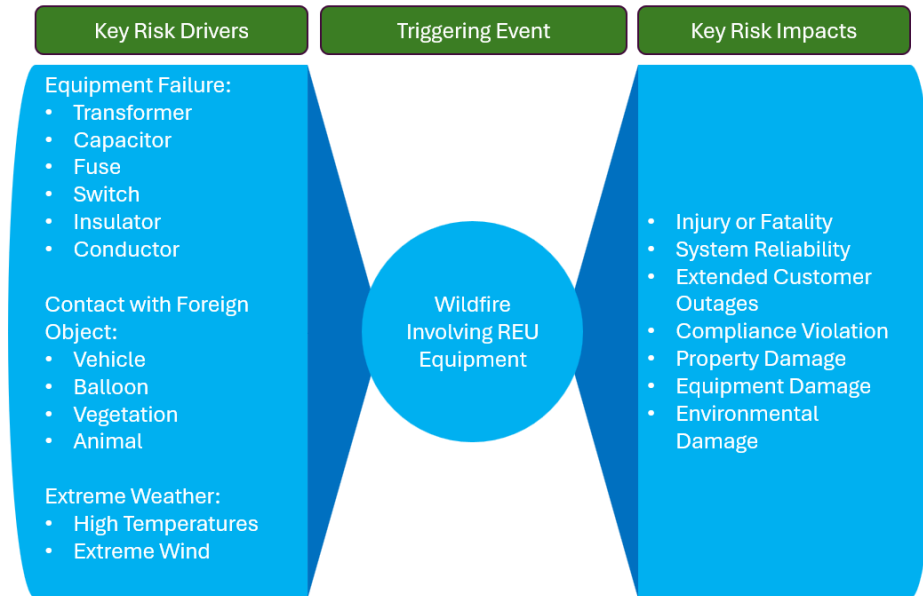 Key Risk Drivers
Triggering Event
Key Risk Impacts
Equipment Failure:
• Transformer
• Capacitor
• Fuse
• Switch
• Insulator
• Conductor
Contact with Foreign
Object:
• Vehicle
• Balloon
• Vegetation
• Animal
Extreme Weather:
• High Temperatures
• Extreme Wind
Wildfire
Involving REU
Equipment
• Injury or Fatality
• System Reliability
• Extended Customer
Outages
• Compliance Violation
• Property Damage
• Equipment Damage
• Environmental
Damage